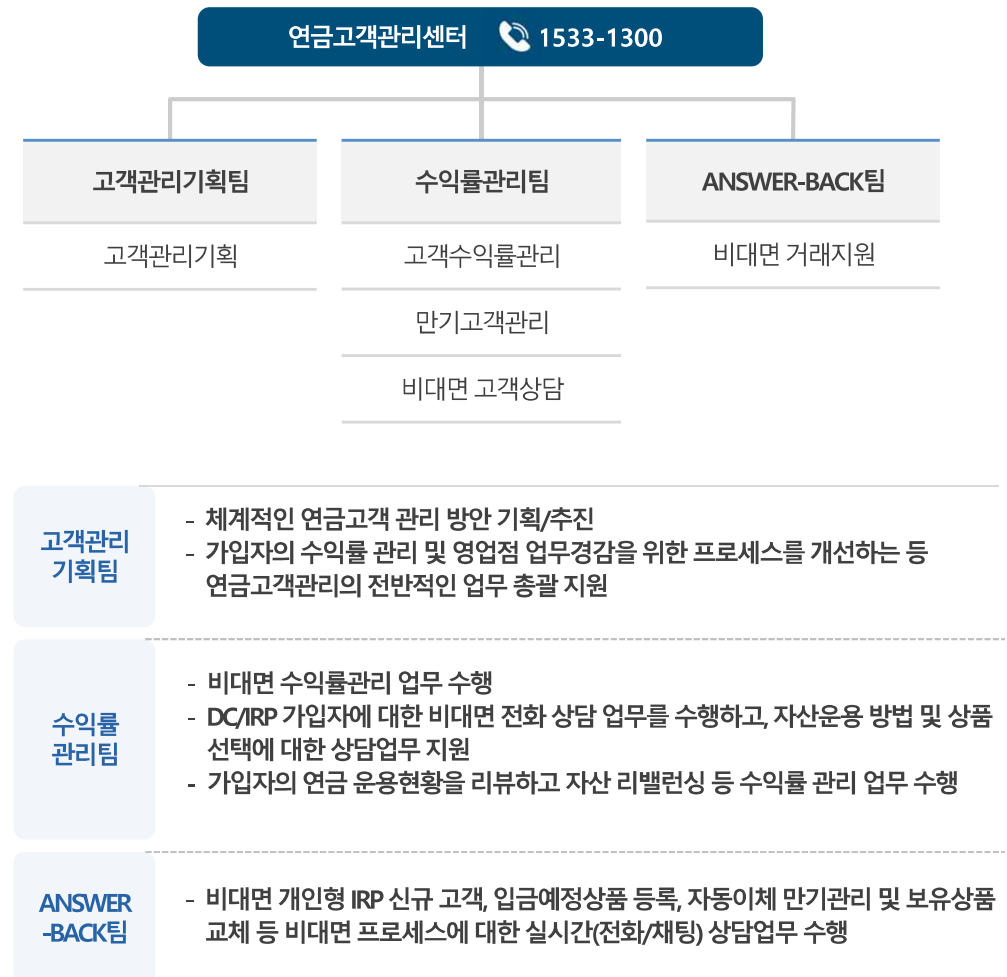 연금고객관리센터 1533-1300
고객관리기획팀
고객관리기획
수익률관리팀
고객수익률관리
만기고객관리
비대면 고객상담
ANSWER-BACK팀
비대면 거래지원
고객관리
기획팀
- 체계적인 연금고객 관리 방안 기획/추진
- 가입자의 수익률 관리 및 영업점 업무경감을 위한 프로세스를 개선하는 등
연금고객관리의 전반적인 업무 총괄 지원
수익률
관리팀
- 비대면 수익률관리 업무 수행
- DC/IRP 가입자에 대한 비대면 전화 상담 업무를 수행하고, 자산운용 방법 및 상품
선택에 대한 상담업무 지원
- 가입자의 연금 운용현황을 리뷰하고 자산 리밸런싱 등 수익률 관리 업무 수행
ANSWER
-BACK팀
- 비대면 개인형 IRP 신규 고객, 입금예정상품 등록, 자동이체 만기관리 및 보유상품
교체 등 비대면 프로세스에 대한 실시간(전화/채팅) 상담업무 수행